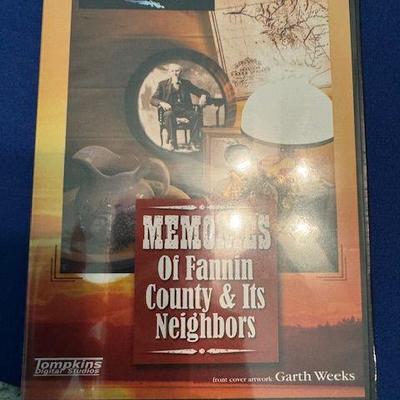 MEMORIES
Of Fannin
County & Its
Neighbors
Tompkins
Digital Studios
front cover artwork Garth Weeks